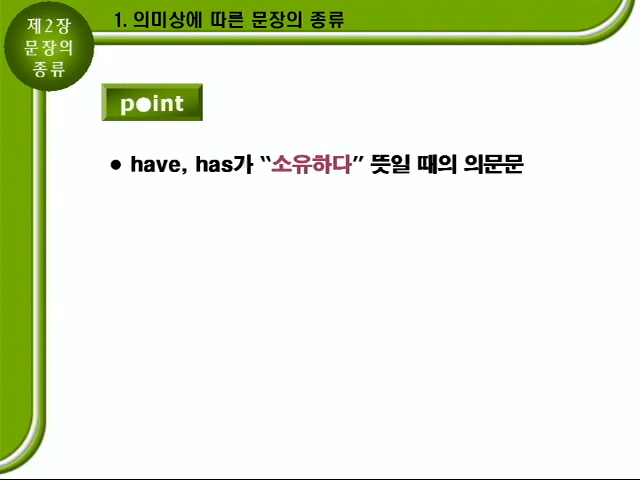 제2장
문장의
종류
1. 의미상에 따른 문장의 종류
point
• have, has가 “소유하다” 뜻일 때의 의문문